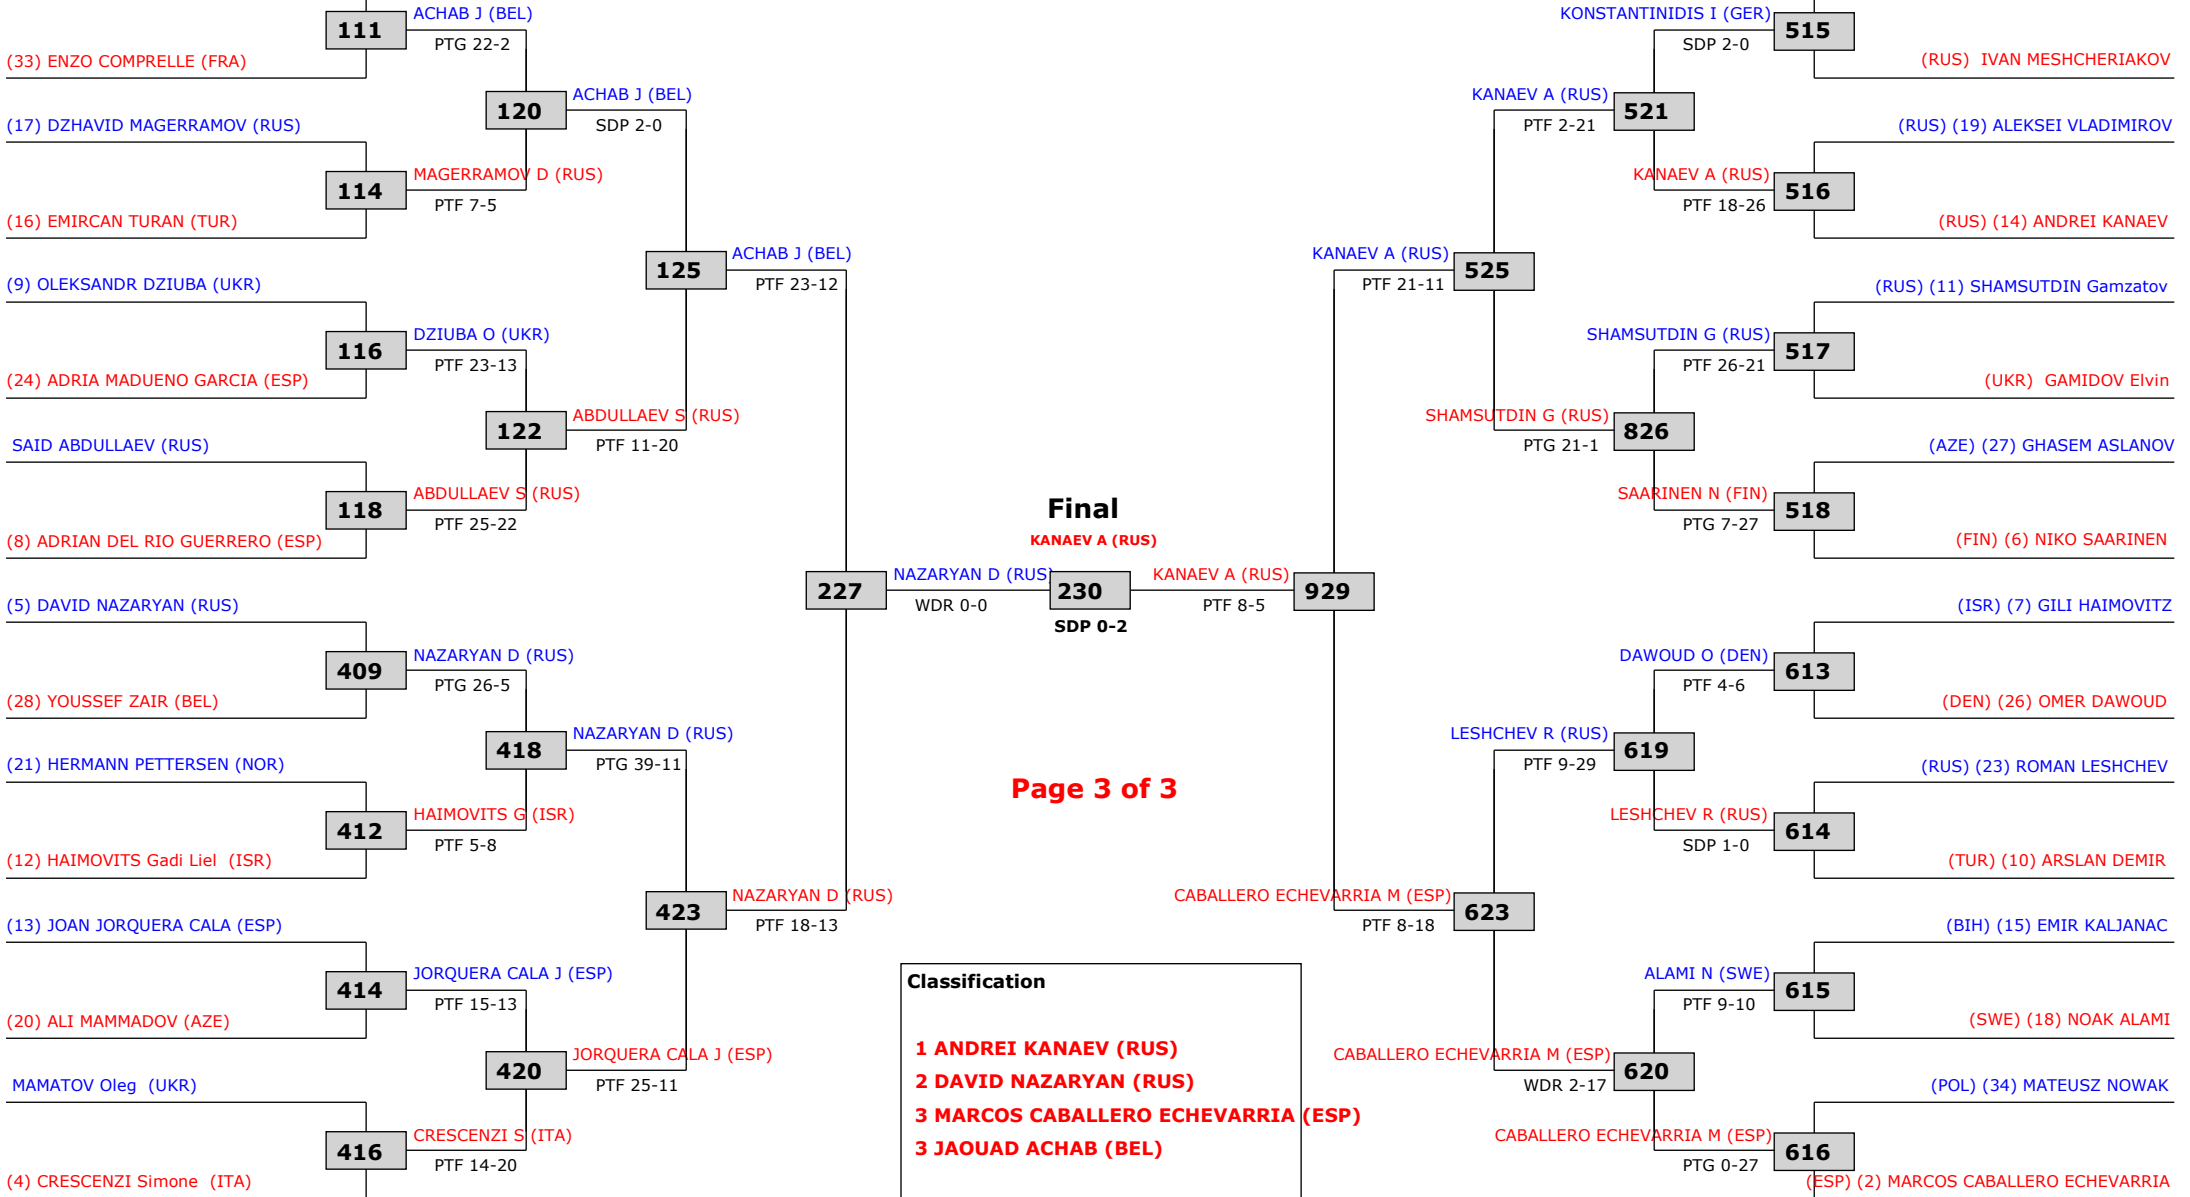 ACHAB J (BEL)
111
PTG 22-2
(33) ENZO COMPRELLE (FRA)
120
ACHAB J (BEL)
SDP 2-0
(17) DZHAVID MAGERRAMOV (RUS)
114
MAGERRAMOV D (RUS)
PTF 7-5
(16) EMIRCAN TURAN (TUR)
125
ACHAB J (BEL)
PTF 23-12
(9) OLEKSANDR DZIUBA (UKR)
116
DZIUBA O (UKR)
PTF 23-13
(24) ADRIA MADUENO GARCIA (ESP)
122
ABDULLAEV S (RUS)
PTF 11-20
SAID ABDULLAEV (RUS)
118
ABDULLAEV S (RUS)
PTF 25-22
(8) ADRIAN DEL RIO GUERRERO (ESP)
227
NAZARYAN D (RUS)
WDR 0-0
(5) DAVID NAZARYAN (RUS)
409
NAZARYAN D (RUS)
PTG 26-5
(28) YOUSSEF ZAIR (BEL)
418
NAZARYAN D (RUS)
PTG 39-11
(21) HERMANN PETTERSEN (NOR)
412
HAIMOVITS G (ISR)
PTF 5-8
(12) HAIMOVITS Gadi Liel (ISR)
423
NAZARYAN D (RUS)
PTF 18-13
(13) JOAN JORQUERA CALA (ESP)
414
JORQUERA CALA J (ESP)
PTF 15-13
(20) ALI MAMMADOV (AZE)
420
JORQUERA CALA J (ESP)
PTF 25-11
MAMATOV Oleg (UKR)
416
CRESCENZI S (ITA)
PTF 14-20
(4) CRESCENZI Simone (ITA)
Final
KANAEV A (RUS)
230
SDP 0-2
Page 3 of 3
KANAEV A (RUS)
929
PTF 8-5
KONSTANTINIDIS I (GER)
515
SDP 2-0
(RUS) IVAN MESHCHERIAKOV
KANAEV A (RUS)
521
PTF 2-21
(RUS) (19) ALEKSEI VLADIMIROV
KANAEV A (RUS)
516
PTF 18-26
(RUS) (14) ANDREI KANAEV
KANAEV A (RUS)
525
PTF 21-11
(RUS) (11) SHAMSUTDIN Gamzatov
SHAMSUTDIN G (RUS)
517
PTF 26-21
(UKR) GAMIDOV Elvin
SHAMSUTDIN G (RUS)
826
PTG 21-1
(AZE) (27) GHASEM ASLANOV
SAARINEN N (FIN)
518
PTG 7-27
(FIN) (6) NIKO SAARINEN
(ISR) (7) GILI HAIMOVITZ
DAWOUD O (DEN)
613
PTF 4-6
(DEN) (26) OMER DAWOUD
LESHCHEV R (RUS)
619
PTF 9-29
(RUS) (23) ROMAN LESHCHEV
LESHCHEV R (RUS)
614
SDP 1-0
(TUR) (10) ARSLAN DEMIR
CABALLERO ECHEVARRIA M (ESP)
623
PTF 8-18
(BIH) (15) EMIR KALJANAC
ALAMI N (SWE)
615
PTF 9-10
(SWE) (18) NOAK ALAMI
CABALLERO ECHEVARRIA M (ESP)
620
WDR 2-17
(POL) (34) MATEUSZ NOWAK
CABALLERO ECHEVARRIA M (ESP)
616
PTG 0-27
(ESP) (2) MARCOS CABALLERO ECHEVARRIA
Classification
1 ANDREI KANAEV (RUS)
2 DAVID NAZARYAN (RUS)
3 MARCOS CABALLERO ECHEVARRIA (ESP)
3 JAOUAD ACHAB (BEL)